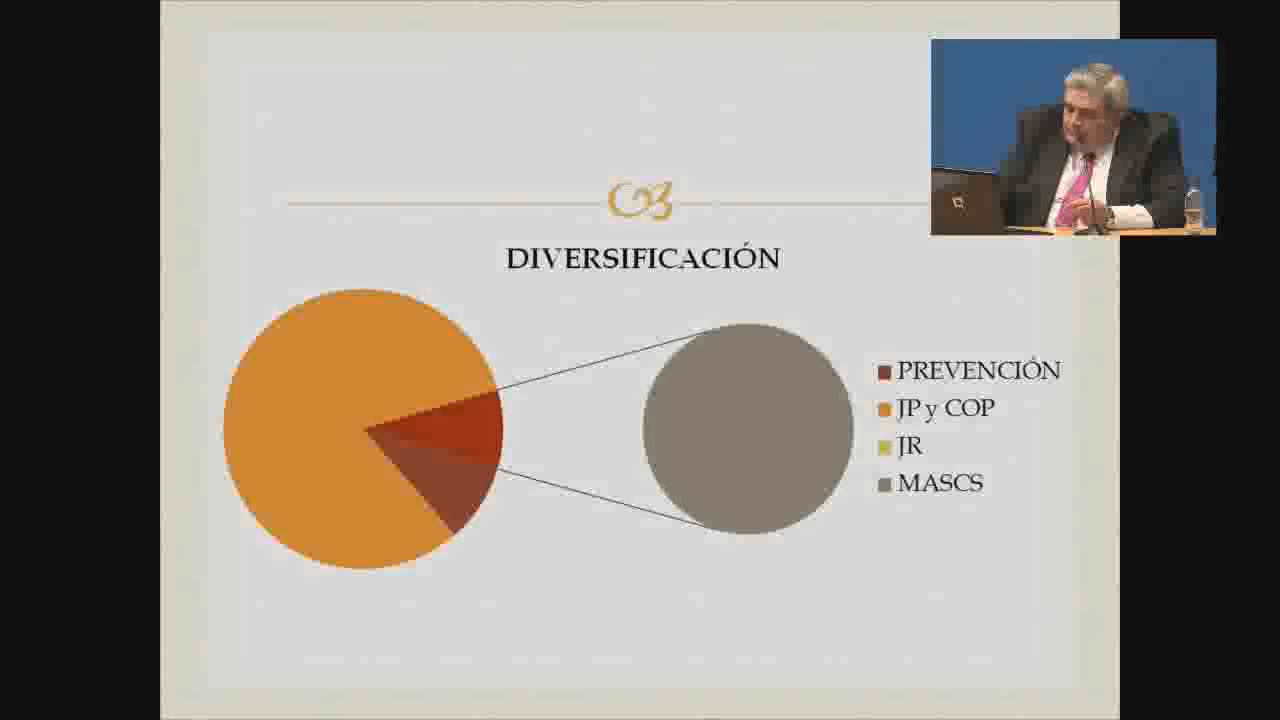 DIVERSIFICACIÓN
PREVENCIÓN
JP y COP
JR
MASCS